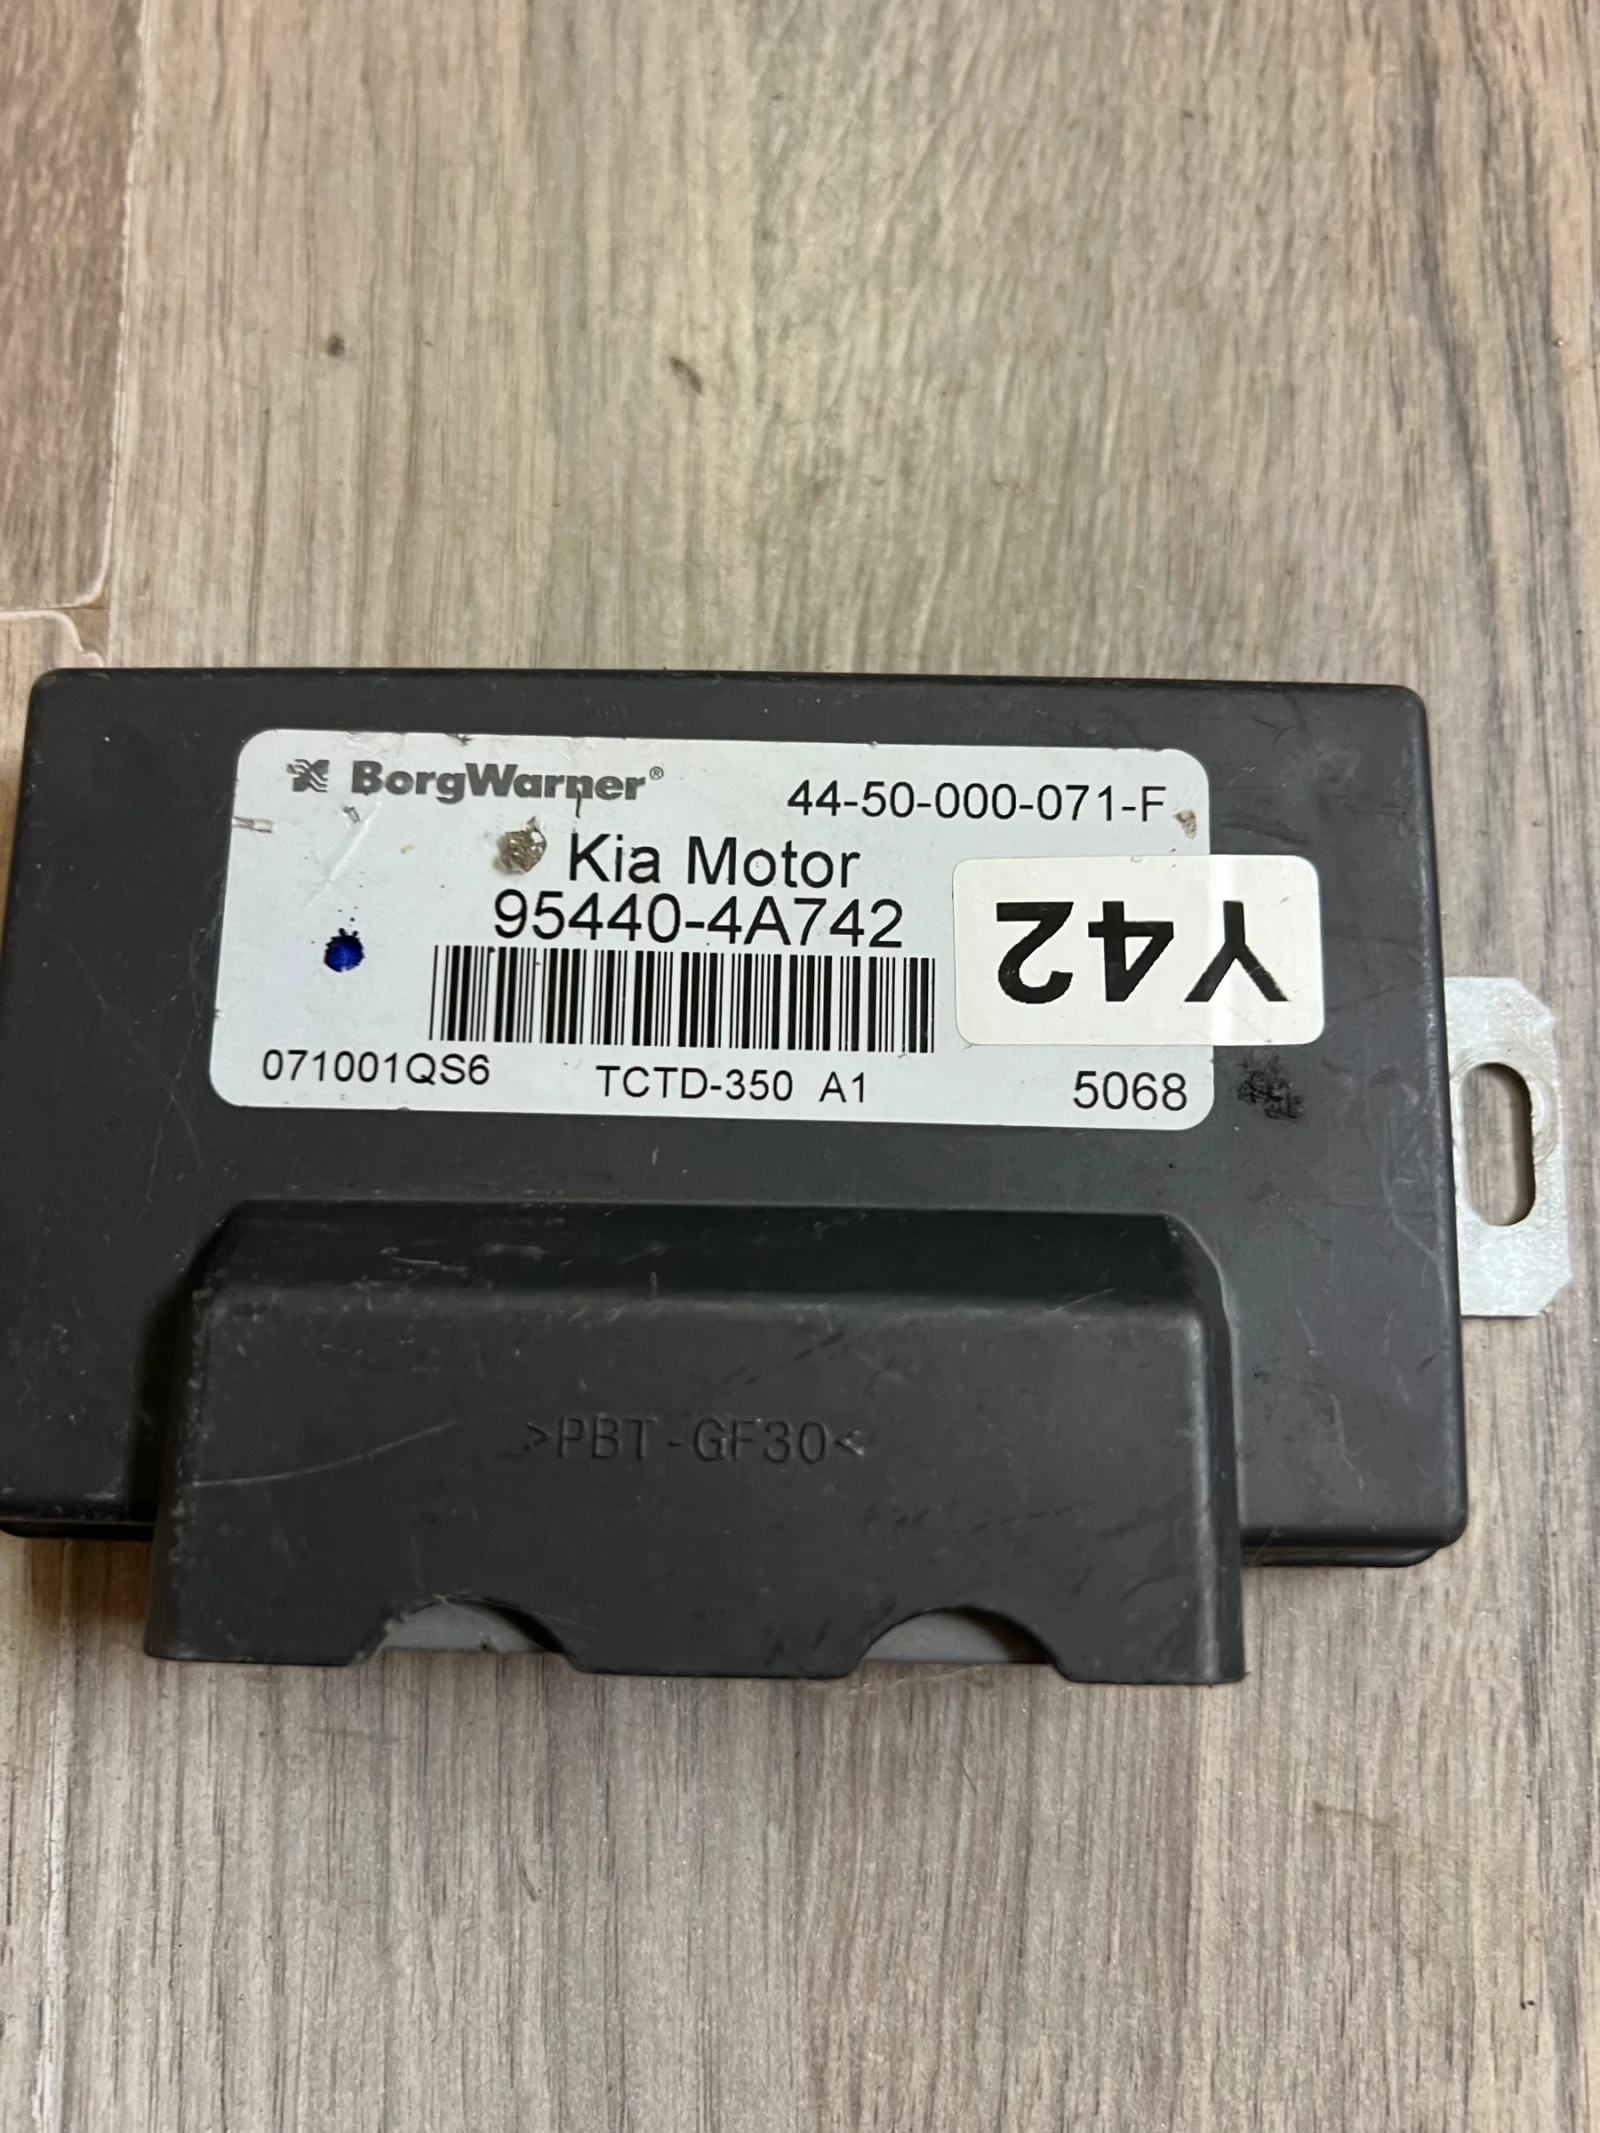 BorgWarner®
44-50-000-071-F
Kia Motor
95440-4A742
Y42
071001QS6 TCTD-350 A1 5068
>PBT-GF30<